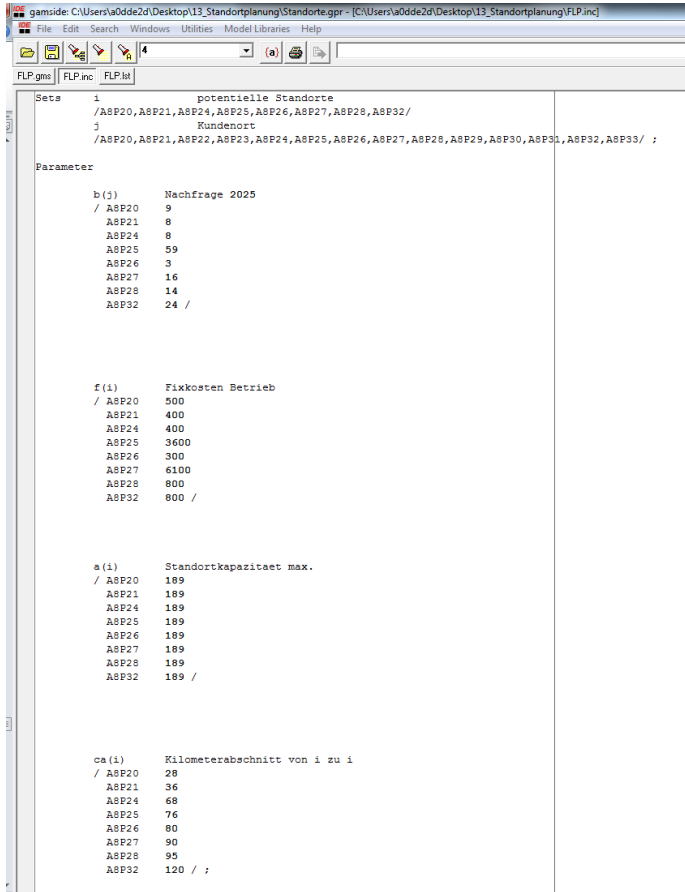 gamside: C:\Users\a0dde2d\Desktop\13_Standortplanung\Standorte.gpr - [C:\Users\a0dde2d\Desktop\13_Standortplanung\FLP.inc]
IDE File Edit Search Windows Utilities Model Libraries Help
4 {a}
FLP.gms FLP.inc FLP.lst
Sets i potentielle Standorte
/A8P20,A8P21,A8P24,A8P25,A8P26,A8P27,A8P28,A8P32/
j Kundenort
/A8P20,A8P21,A8P22,A8P23,A8P24,A8P25,A8P26,A8P27,A8P28,A8P29,A8P30,A8P31,A8P32,A8P33/ ;
Parameter
b(j) Nachfrage 2025
/ A8P20 9
A8P21 8
A8P24 8
A8P25 59
A8P26 3
A8P27 16
A8P28 14
A8P32 24 /
f(i) Fixkosten Betrieb
/ A8P20 500
A8P21 400
A8P24 400
A8P25 3600
A8P26 300
A8P27 6100
A8P28 800
A8P32 800 /
a(i) Standortkapazitaet max.
/ A8P20 189
A8P21 189
A8P24 189
A8P25 189
A8P26 189
A8P27 189
A8P28 189
A8P32 189 /
ca(i) Kilometerabschnitt von i zu i
/ A8P20 28
A8P21 36
A8P24 68
A8P25 76
A8P26 80
A8P27 90
A8P28 95
A8P32 120 / ;